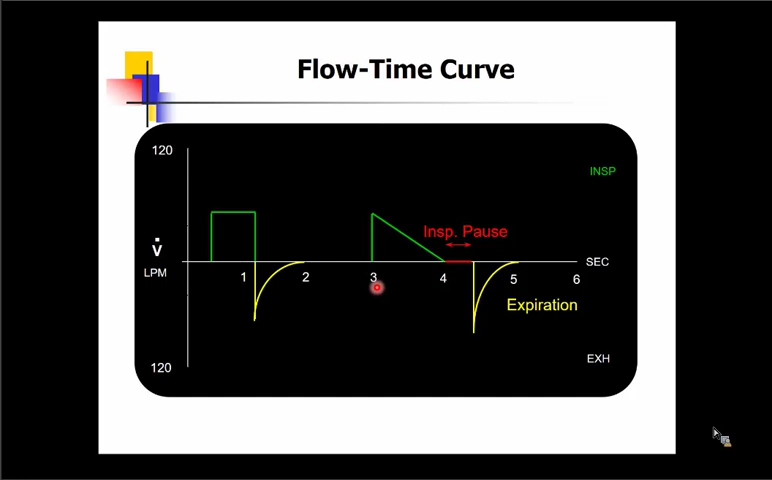 Flow-Time Curve
120
INSP
Insp. Pause
V̇
SEC
LPM
1 2 3 4 5 6
Expiration
EXH
120